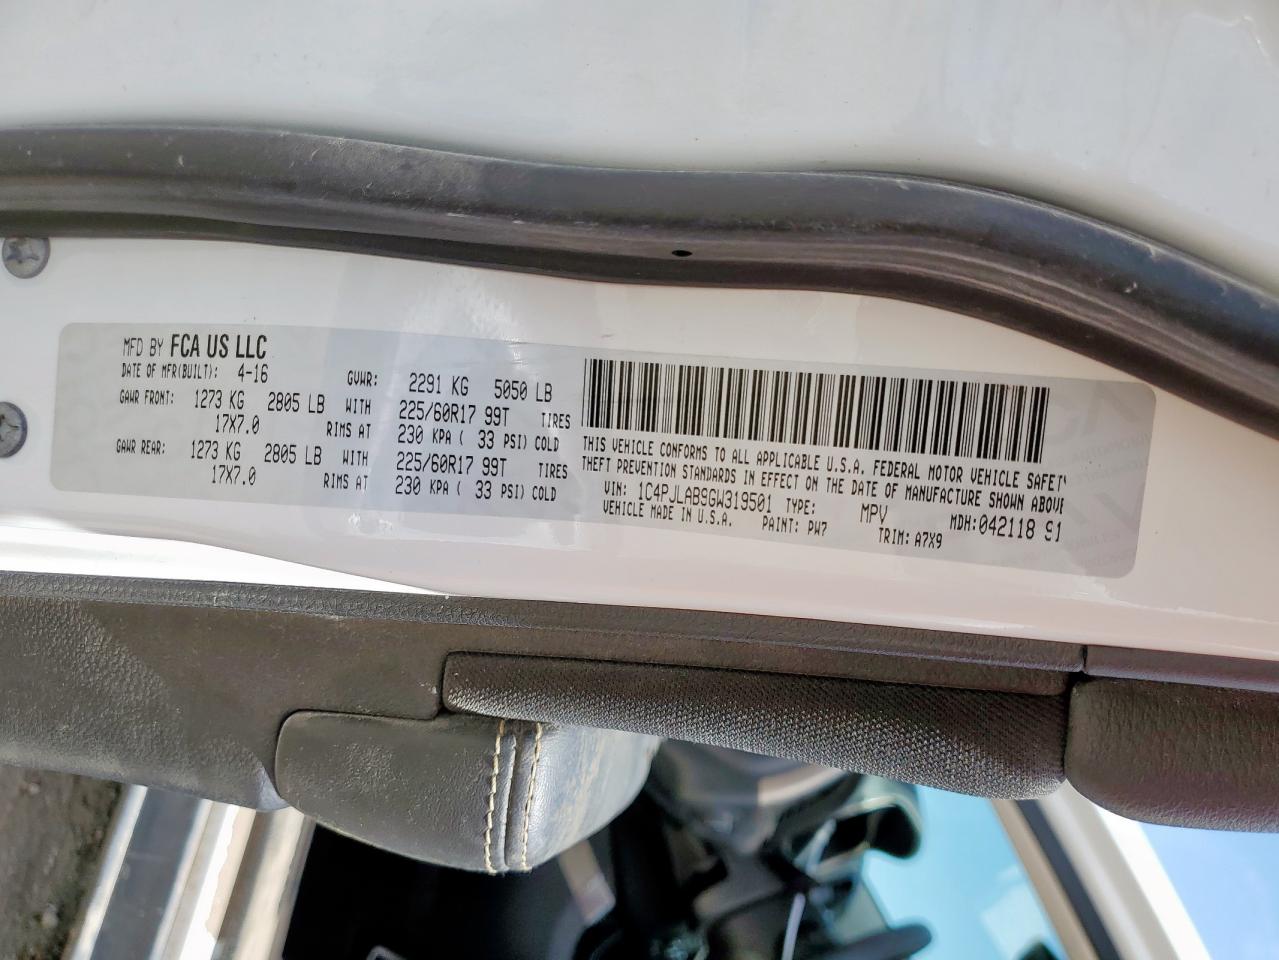 MFD BY FCA US LLC
DATE OF MFR(BUILT): 4-16 GVWR: 2291 KG 5050 LB
GAWR FRONT: 1273 KG 2805 LB WITH 225/60R17 99T TIRES
17X7.0 RIMS AT 230 KPA ( 33 PSI) COLD
GAWR REAR: 1273 KG 2805 LB WITH 225/60R17 99T TIRES
17X7.0 RIMS AT 230 KPA ( 33 PSI) COLD
THIS VEHICLE CONFORMS TO ALL APPLICABLE U.S.A. FEDERAL MOTOR VEHICLE SAFETY
THEFT PREVENTION STANDARDS IN EFFECT ON THE DATE OF MANUFACTURE SHOWN ABOVE
VIN: 1C4PJLAB9GW319501 TYPE: MPV MDH:042118 91
VEHICLE MADE IN U.S.A. PAINT: PW7 TRIM: A7X9